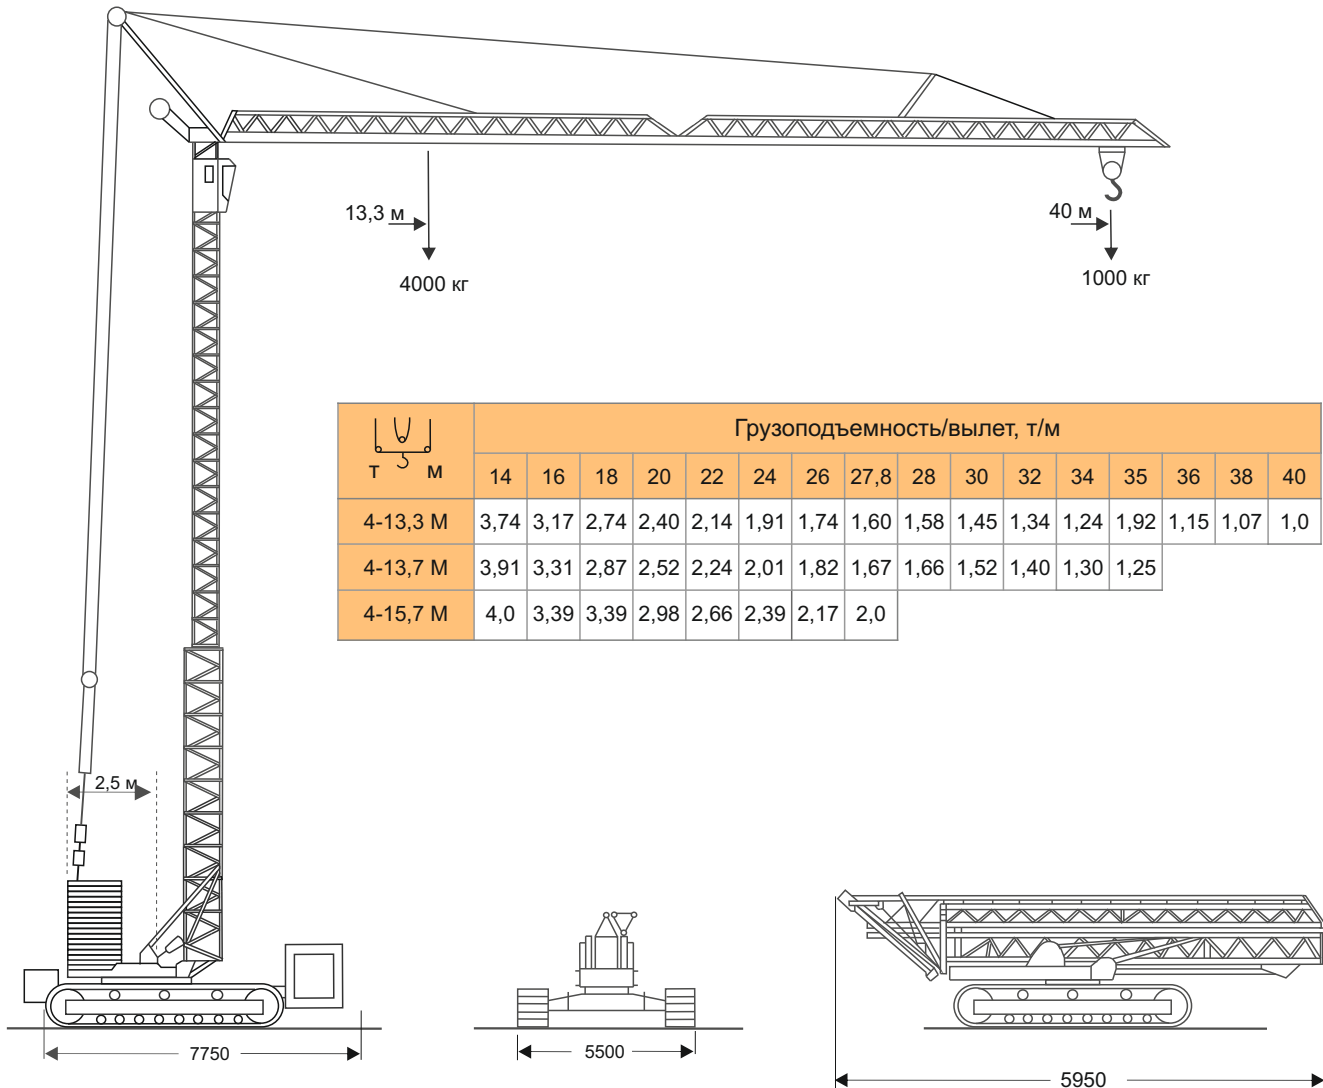 13,3 м
4000 кг
40 м
1000 кг
Грузоподъемность/вылет, т/м
т м 14 16 18 20 22 24 26 27,8 28 30 32 34 35 36 38 40
4-13,3 М 3,74 3,17 2,74 2,40 2,14 1,91 1,74 1,60 1,58 1,45 1,34 1,24 1,92 1,15 1,07 1,0
4-13,7 М 3,91 3,31 2,87 2,52 2,24 2,01 1,82 1,67 1,66 1,52 1,40 1,30 1,25
4-15,7 М 4,0 3,39 3,39 2,98 2,66 2,39 2,17 2,0
2,5 м
7750
5500
5950